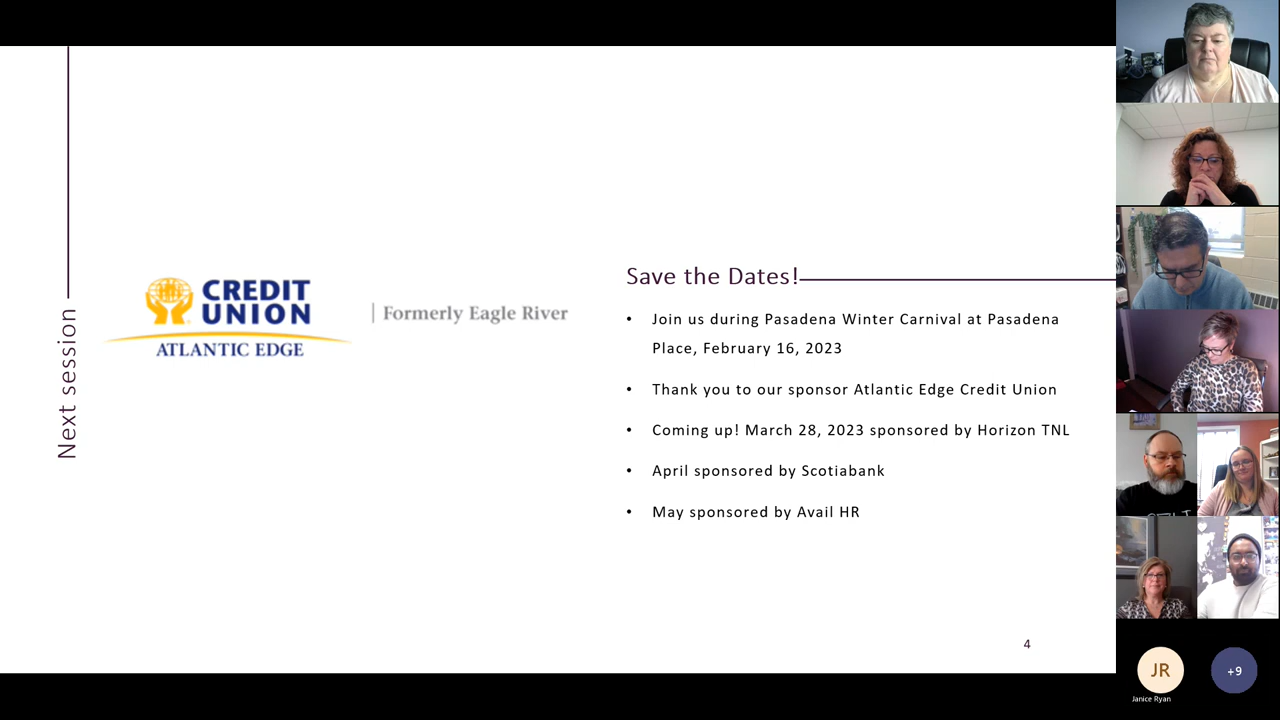 Next session
CREDIT
UNION
ATLANTIC EDGE
| Formerly Eagle River
Save the Dates!
• Join us during Pasadena Winter Carnival at Pasadena
Place, February 16, 2023
• Thank you to our sponsor Atlantic Edge Credit Union
• Coming up! March 28, 2023 sponsored by Horizon TNL
• April sponsored by Scotiabank
• May sponsored by Avail HR
4
JR
+9
Janice Ryan